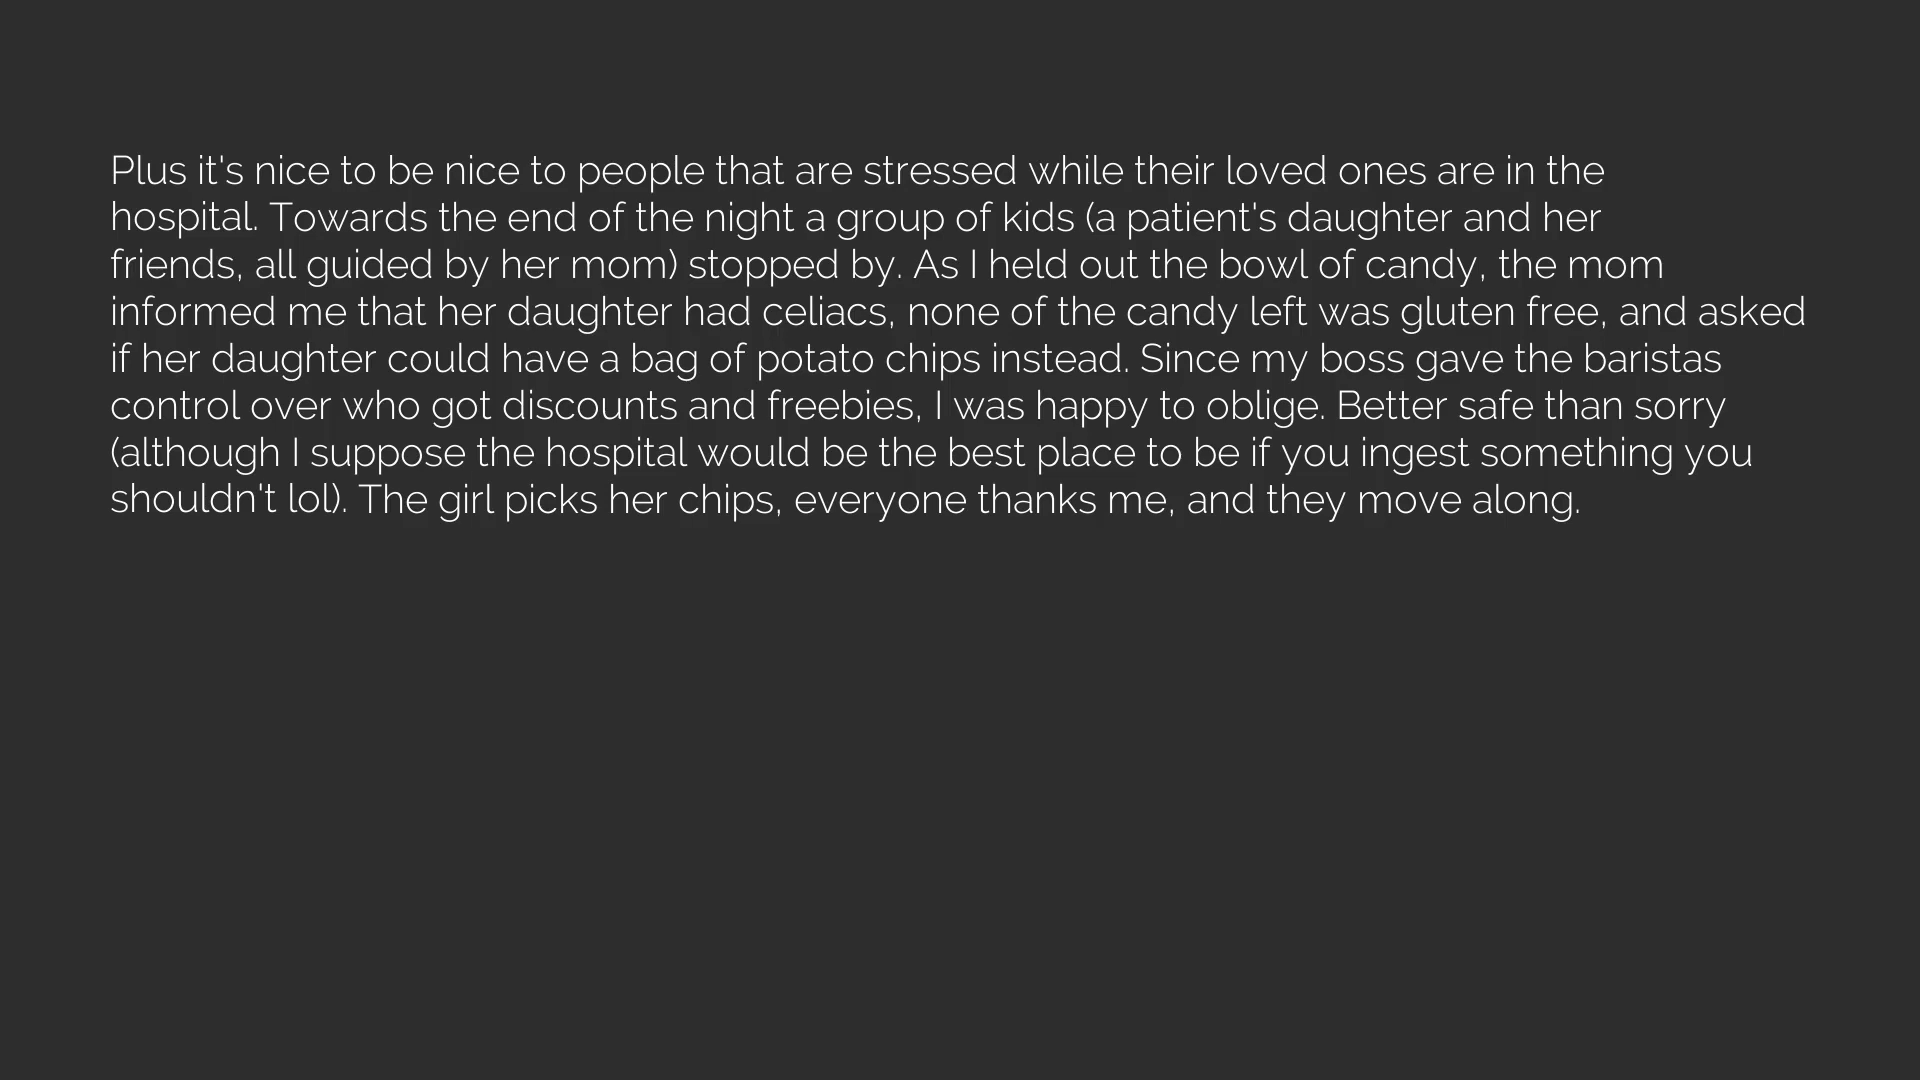 Plus it's nice to be nice to people that are stressed while their loved ones are in the
hospital. Towards the end of the night a group of kids (a patient's daughter and her
friends, all guided by her mom) stopped by. As I held out the bowl of candy, the mom
informed me that her daughter had celiacs, none of the candy left was gluten free, and asked
if her daughter could have a bag of potato chips instead. Since my boss gave the baristas
control over who got discounts and freebies, I was happy to oblige. Better safe than sorry
(although I suppose the hospital would be the best place to be if you ingest something you
shouldn't lol). The girl picks her chips, everyone thanks me, and they move along.